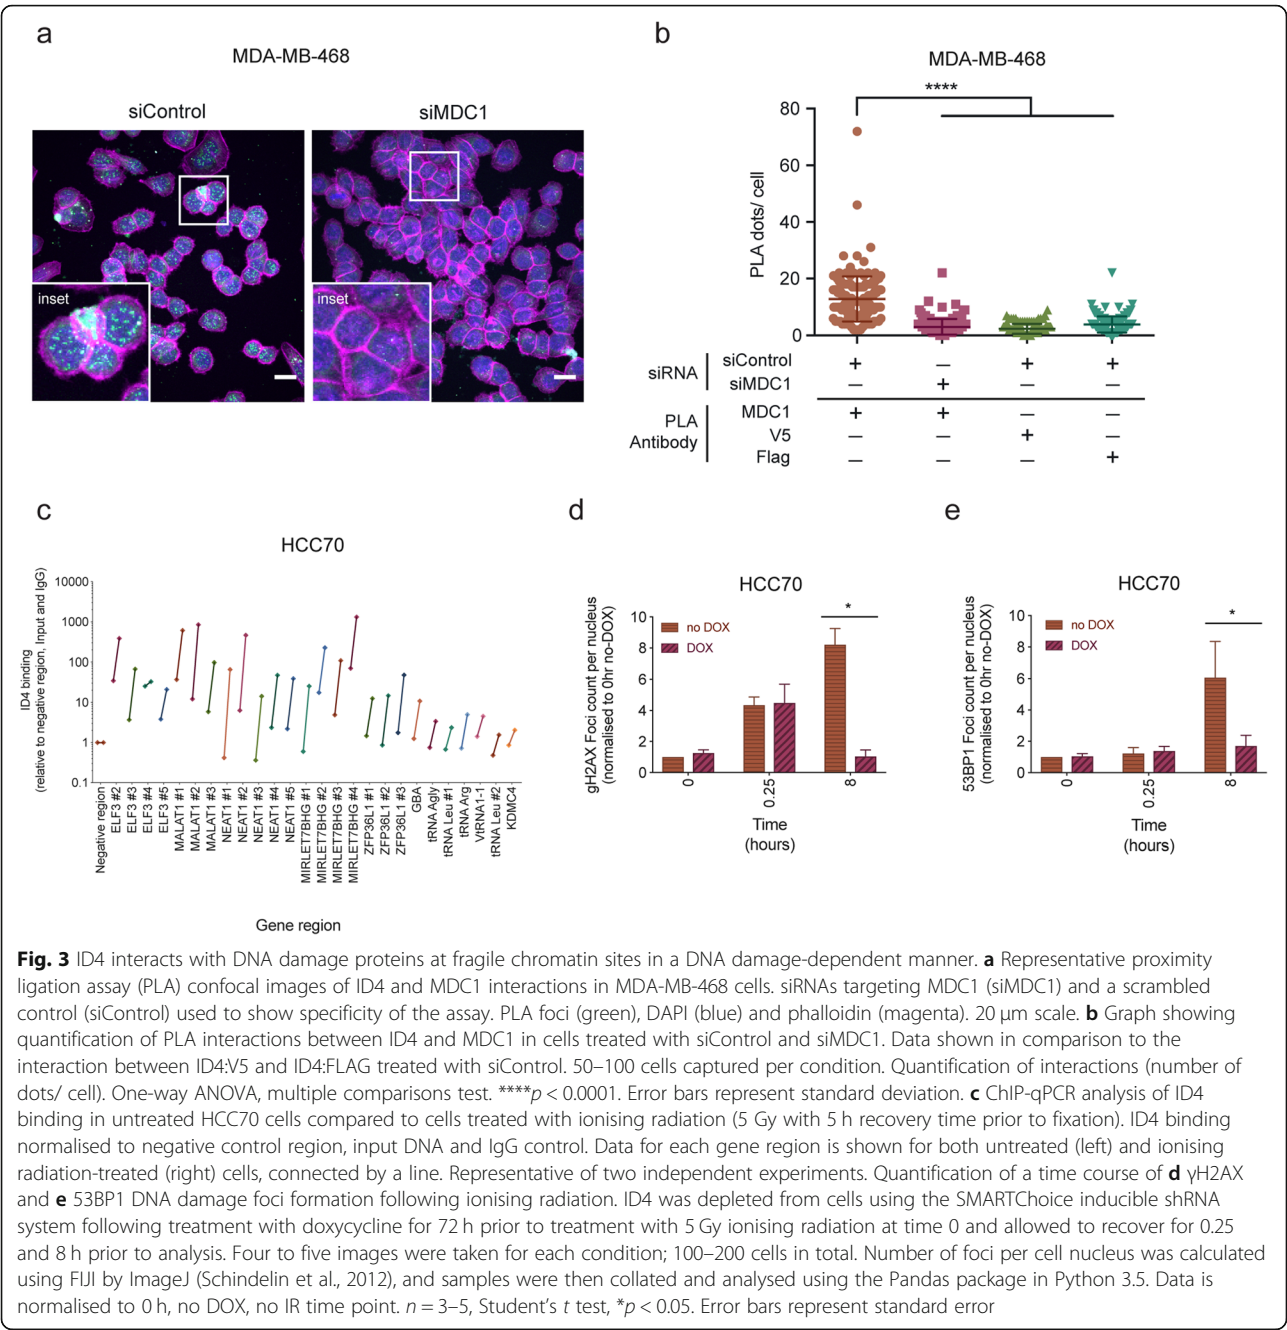 a
MDA-MB-468
siControl
siMDC1
inset
inset
b
MDA-MB-468
****
80
60
40
20
0
PLA dots/ cell
siRNA
siControl + — + +
siMDC1 — + — —
PLA
Antibody
MDC1 + + — —
V5 — — + —
Flag — — — +
c
HCC70
ID4 binding
(relative to negative region, Input and IgG)
10000
1000
100
10
1
0.1
Negative region
ELF3 #2
ELF3 #3
ELF3 #4
ELF3 #5
MALAT1 #1
MALAT1 #2
MALAT1 #3
NEAT1 #1
NEAT1 #2
NEAT1 #3
NEAT1 #4
NEAT1 #5
MIRLET7BHG #1
MIRLET7BHG #2
MIRLET7BHG #3
MIRLET7BHG #4
ZFP36L1 #1
ZFP36L1 #2
ZFP36L1 #3
GBA
tRNA Agly
tRNA Leu #1
tRNA Arg
VtRNA1-1
tRNA Leu #2
KDMC4
Gene region
d
HCC70
gH2AX Foci count per nucleus
(normalised to 0hr no-DOX)
10
8
6
4
2
0
no DOX
DOX
*
0
0.25
8
Time
(hours)
e
HCC70
53BP1 Foci count per nucleus
(normalised to 0hr no-DOX)
10
8
6
4
2
0
no DOX
DOX
*
0
0.25
8
Time
(hours)
Fig. 3 ID4 interacts with DNA damage proteins at fragile chromatin sites in a DNA damage-dependent manner. a Representative proximity
ligation assay (PLA) confocal images of ID4 and MDC1 interactions in MDA-MB-468 cells. siRNAs targeting MDC1 (siMDC1) and a scrambled
control (siControl) used to show specificity of the assay. PLA foci (green), DAPI (blue) and phalloidin (magenta). 20 μm scale. b Graph showing
quantification of PLA interactions between ID4 and MDC1 in cells treated with siControl and siMDC1. Data shown in comparison to the
interaction between ID4:V5 and ID4:FLAG treated with siControl. 50–100 cells captured per condition. Quantification of interactions (number of
dots/ cell). One-way ANOVA, multiple comparisons test. ****p < 0.0001. Error bars represent standard deviation. c ChIP-qPCR analysis of ID4
binding in untreated HCC70 cells compared to cells treated with ionising radiation (5 Gy with 5 h recovery time prior to fixation). ID4 binding
normalised to negative control region, input DNA and IgG control. Data for each gene region is shown for both untreated (left) and ionising
radiation-treated (right) cells, connected by a line. Representative of two independent experiments. Quantification of a time course of d γH2AX
and e 53BP1 DNA damage foci formation following ionising radiation. ID4 was depleted from cells using the SMARTChoice inducible shRNA
system following treatment with doxycycline for 72 h prior to treatment with 5 Gy ionising radiation at time 0 and allowed to recover for 0.25
and 8 h prior to analysis. Four to five images were taken for each condition; 100–200 cells in total. Number of foci per cell nucleus was calculated
using FIJI by ImageJ (Schindelin et al., 2012), and samples were then collated and analysed using the Pandas package in Python 3.5. Data is
normalised to 0 h, no DOX, no IR time point. n = 3–5, Student's t test, *p < 0.05. Error bars represent standard error